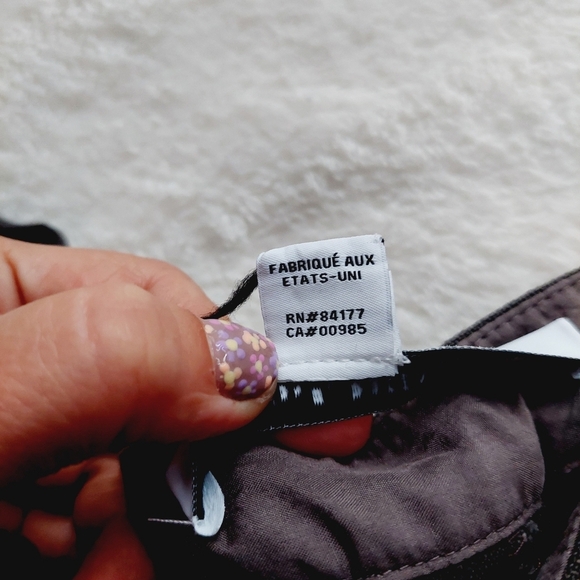 FABRIQUÉ AUX
ETATS-UNI
RN#84177
CA#00985